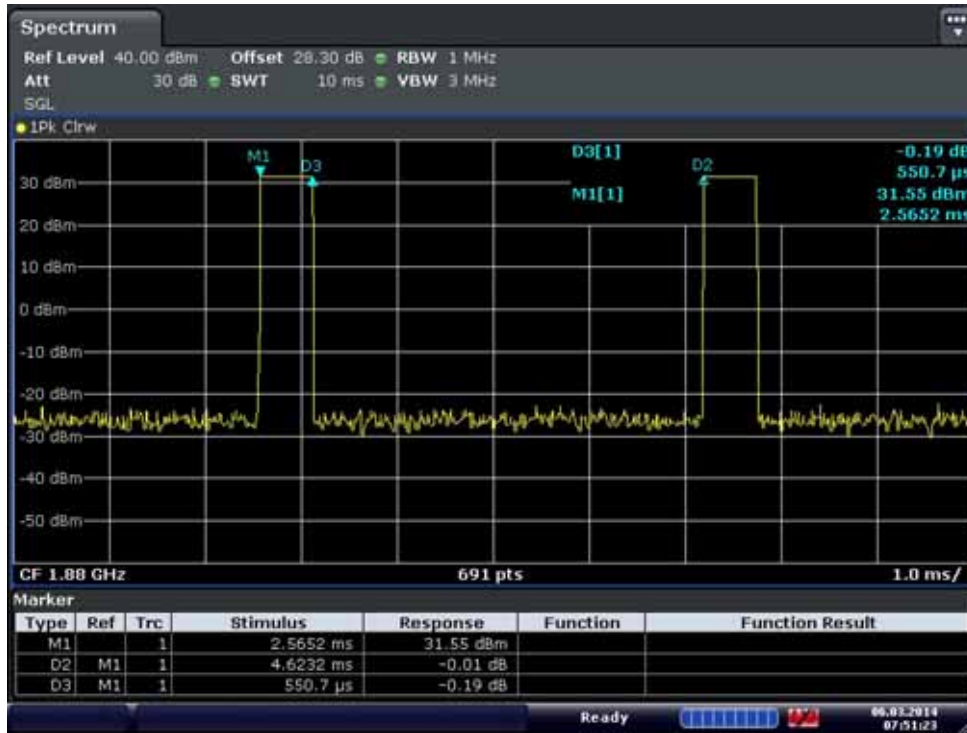 Spectrum
Ref Level 40.00 dBm Offset 28.30 dB RBW 1 MHz
Att 30 dB SWT 10 ms VBW 3 MHz
SGL
1Pk Clrw
M1 D3 D3[1] D2 -0.19 dB
550.7 µs
30 dBm M1[1] 31.55 dBm
20 dBm 2.5652 ms
10 dBm
0 dBm
-10 dBm
-20 dBm
-30 dBm
-40 dBm
-50 dBm
CF 1.88 GHz 691 pts 1.0 ms/
Marker
Type Ref Trc Stimulus Response Function Function Result
M1 1 2.5652 ms 31.55 dBm
D2 M1 1 4.6232 ms -0.01 dB
D3 M1 1 550.7 µs -0.19 dB
Ready 06.03.2014
07:51:23